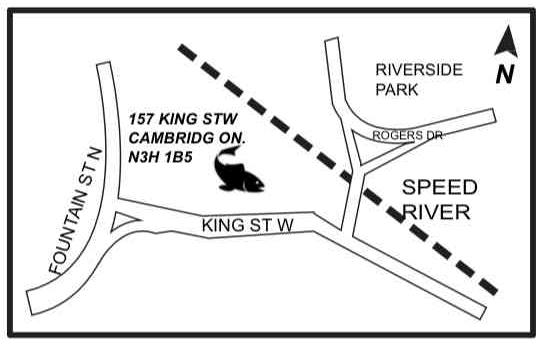 RIVERSIDE
PARK
N
157 KING STW
CAMBRIDG ON.
N3H 1B5
ROGERS DR.
SPEED
RIVER
FOUNTAIN ST N
KING ST W